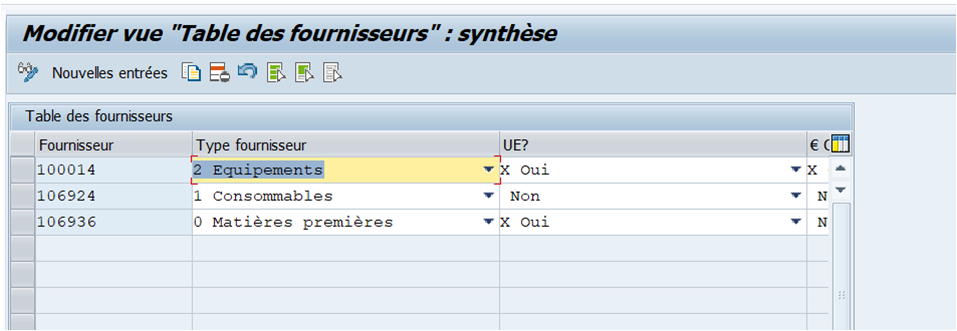 Modifier vue "Table des fournisseurs" : synthèse
Nouvelles entrées
Table des fournisseurs
Fournisseur Type fournisseur UE? €
100014 2 Equipements X Oui X
106924 1 Consommables Non N
106936 0 Matières premières X Oui N